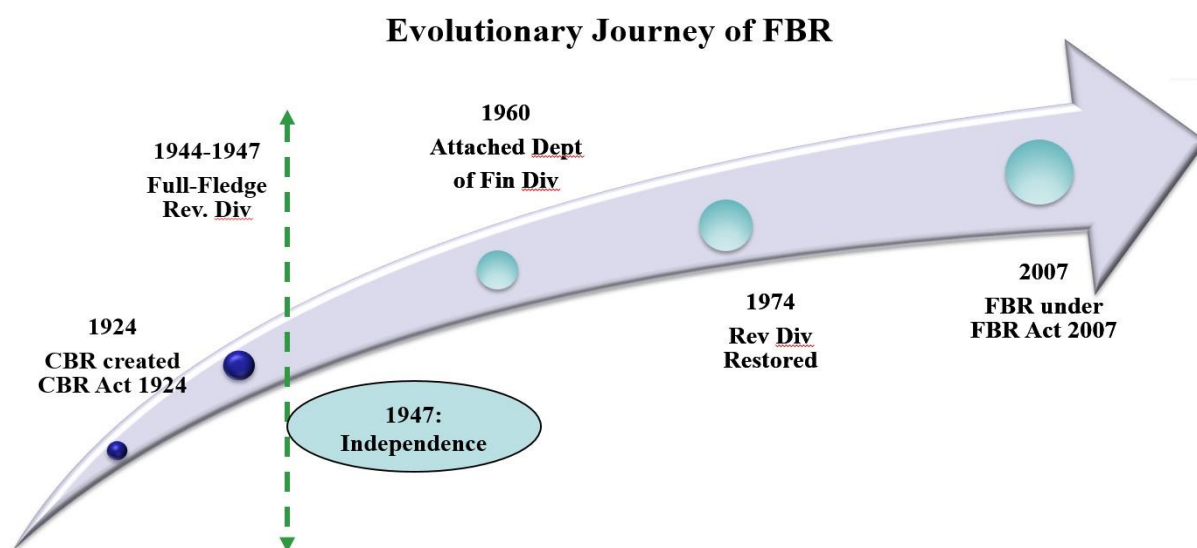 Evolutionary Journey of FBR
1924
CBR created
CBR Act 1924
1944-1947
Full-Fledge
Rev. Div
1947:
Independence
1960
Attached Dept
of Fin Div
1974
Rev Div
Restored
2007
FBR under
FBR Act 2007